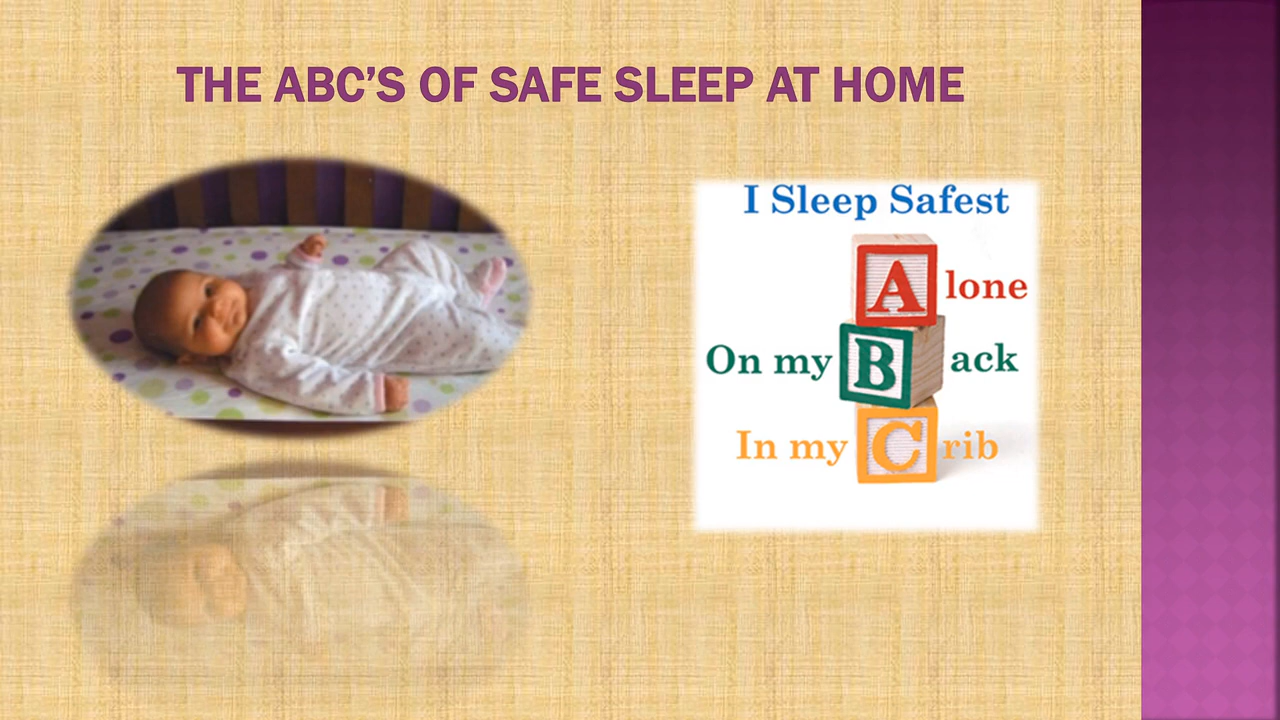 THE ABC'S OF SAFE SLEEP AT HOME
I Sleep Safest
Alone
On my Back
In my Crib